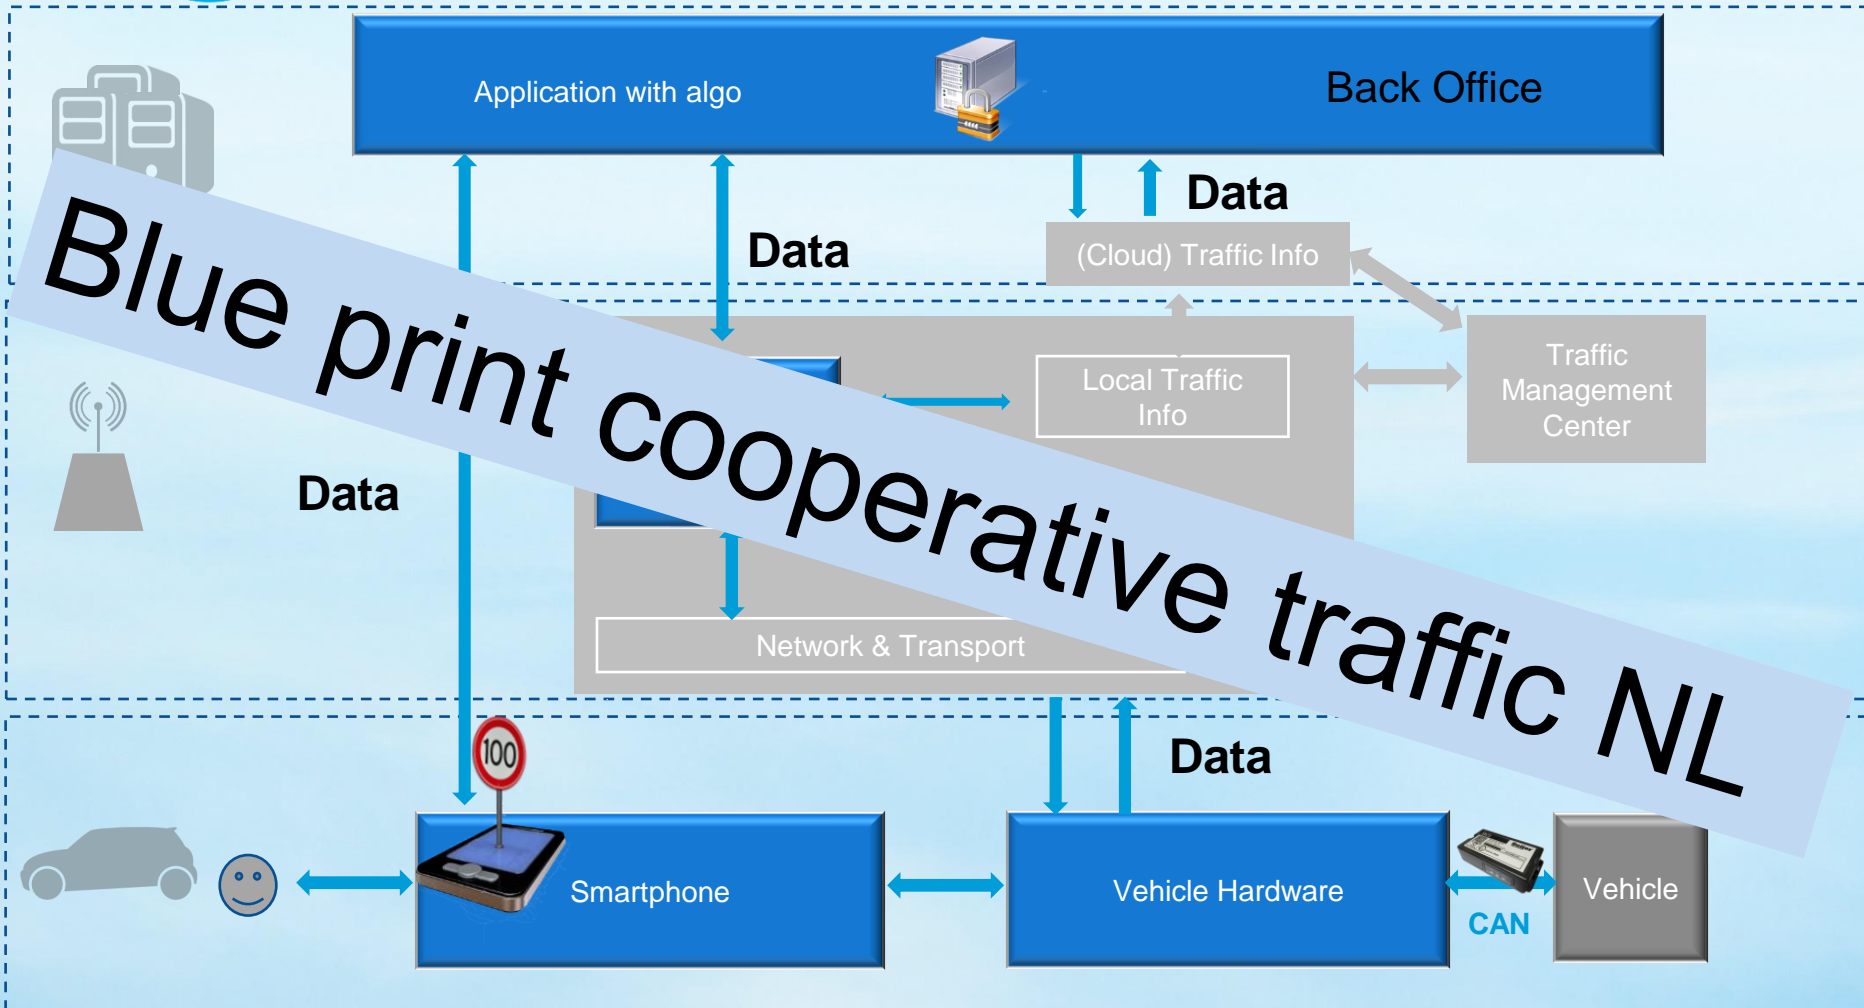 Application with algo
Back Office
Data
Data
(Cloud) Traffic Info
Blue print cooperative traffic NL
Local Traffic
Info
Traffic
Management
Center
Data
Network & Transport
Data
100
Smartphone
Vehicle Hardware
CAN
Vehicle